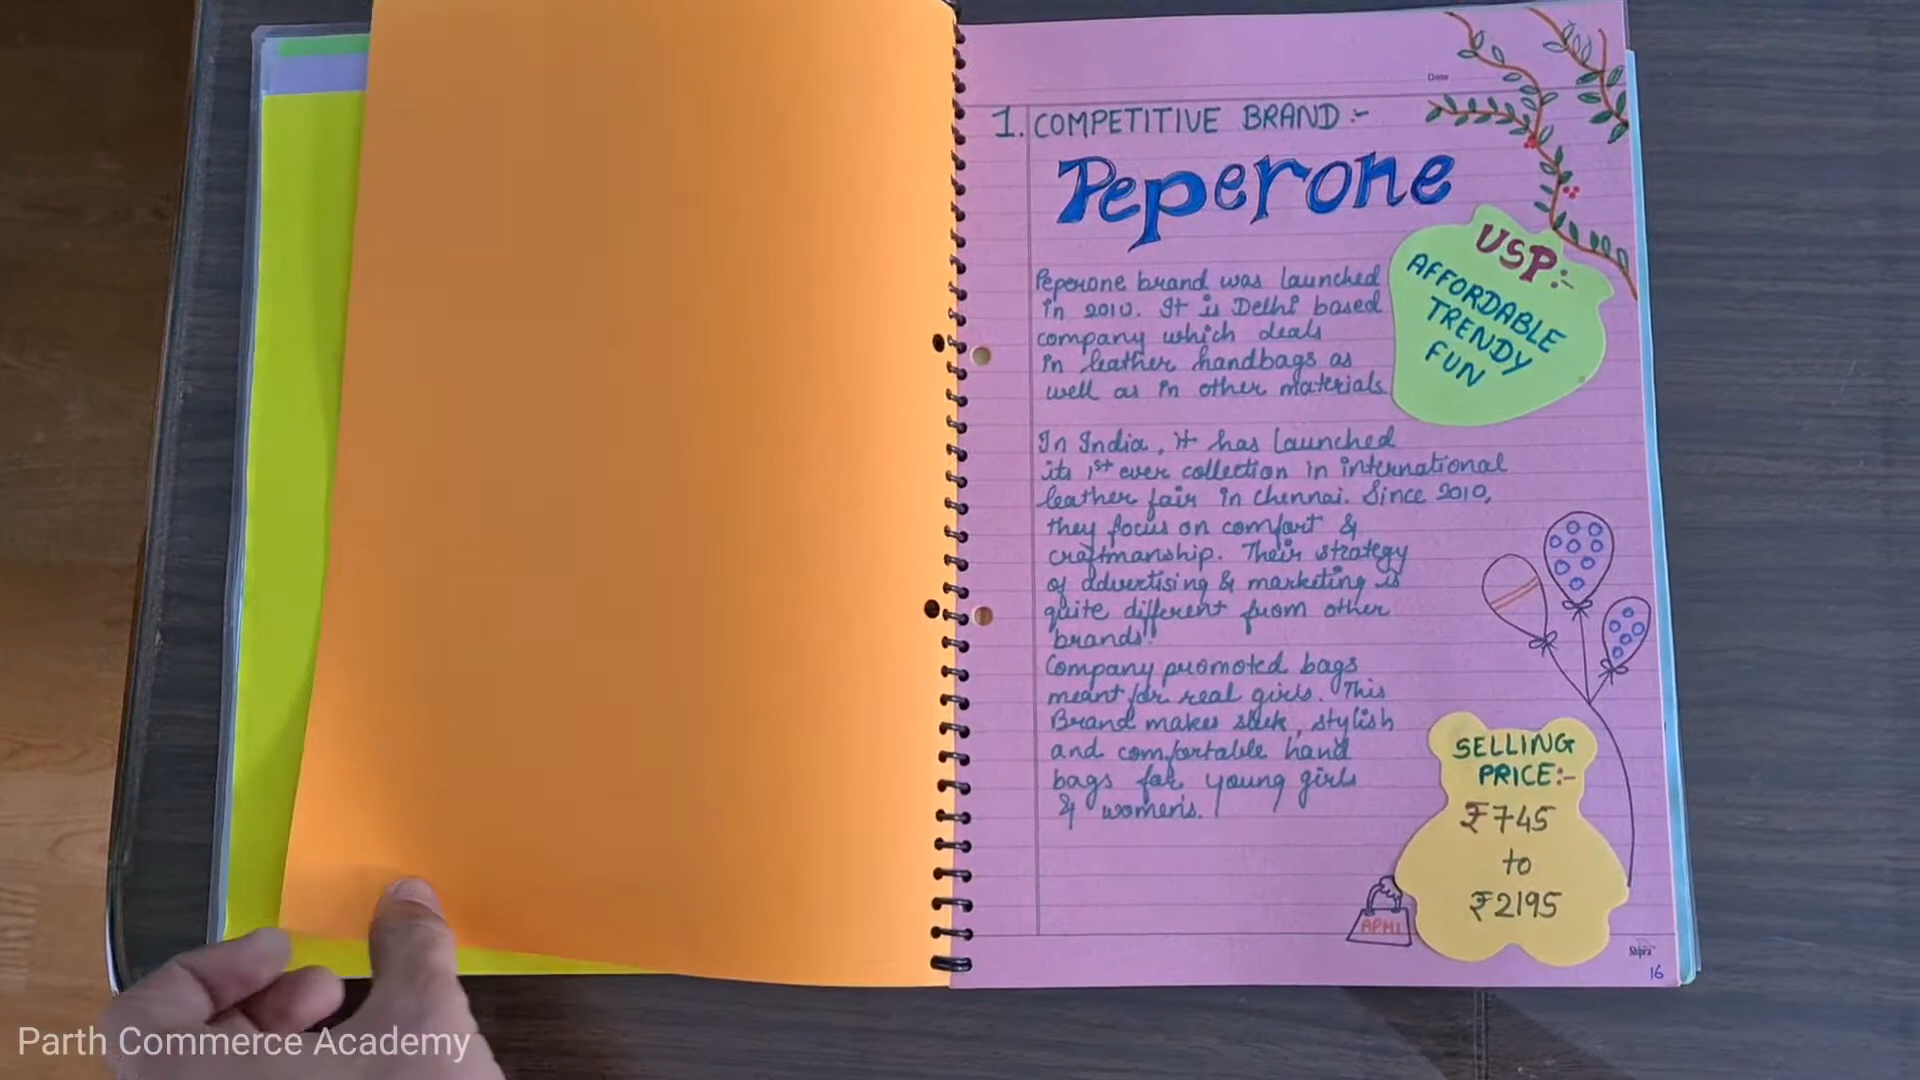 Date
1. COMPETITIVE BRAND :-
Peperone
USP:-
AFFORDABLE
TRENDY
FUN
Peperone brand was launched
in 2010. It is Delhi based
company which deals
in leather handbags as
well as in other materials.
In India, it has launched
its 1st ever collection in international
leather fair in Chennai. Since 2010,
they focus on comfort &
craftmanship. Their strategy
of advertising & marketing is
quite different from other
brands.
Company promoted bags
meant for real girls. This
Brand makes sleek, stylish
and comfortable hand
bags for young girls
& women's.
SELLING
PRICE:-
₹745
to
₹2195
APHI
Sipra
16
Parth Commerce Academy